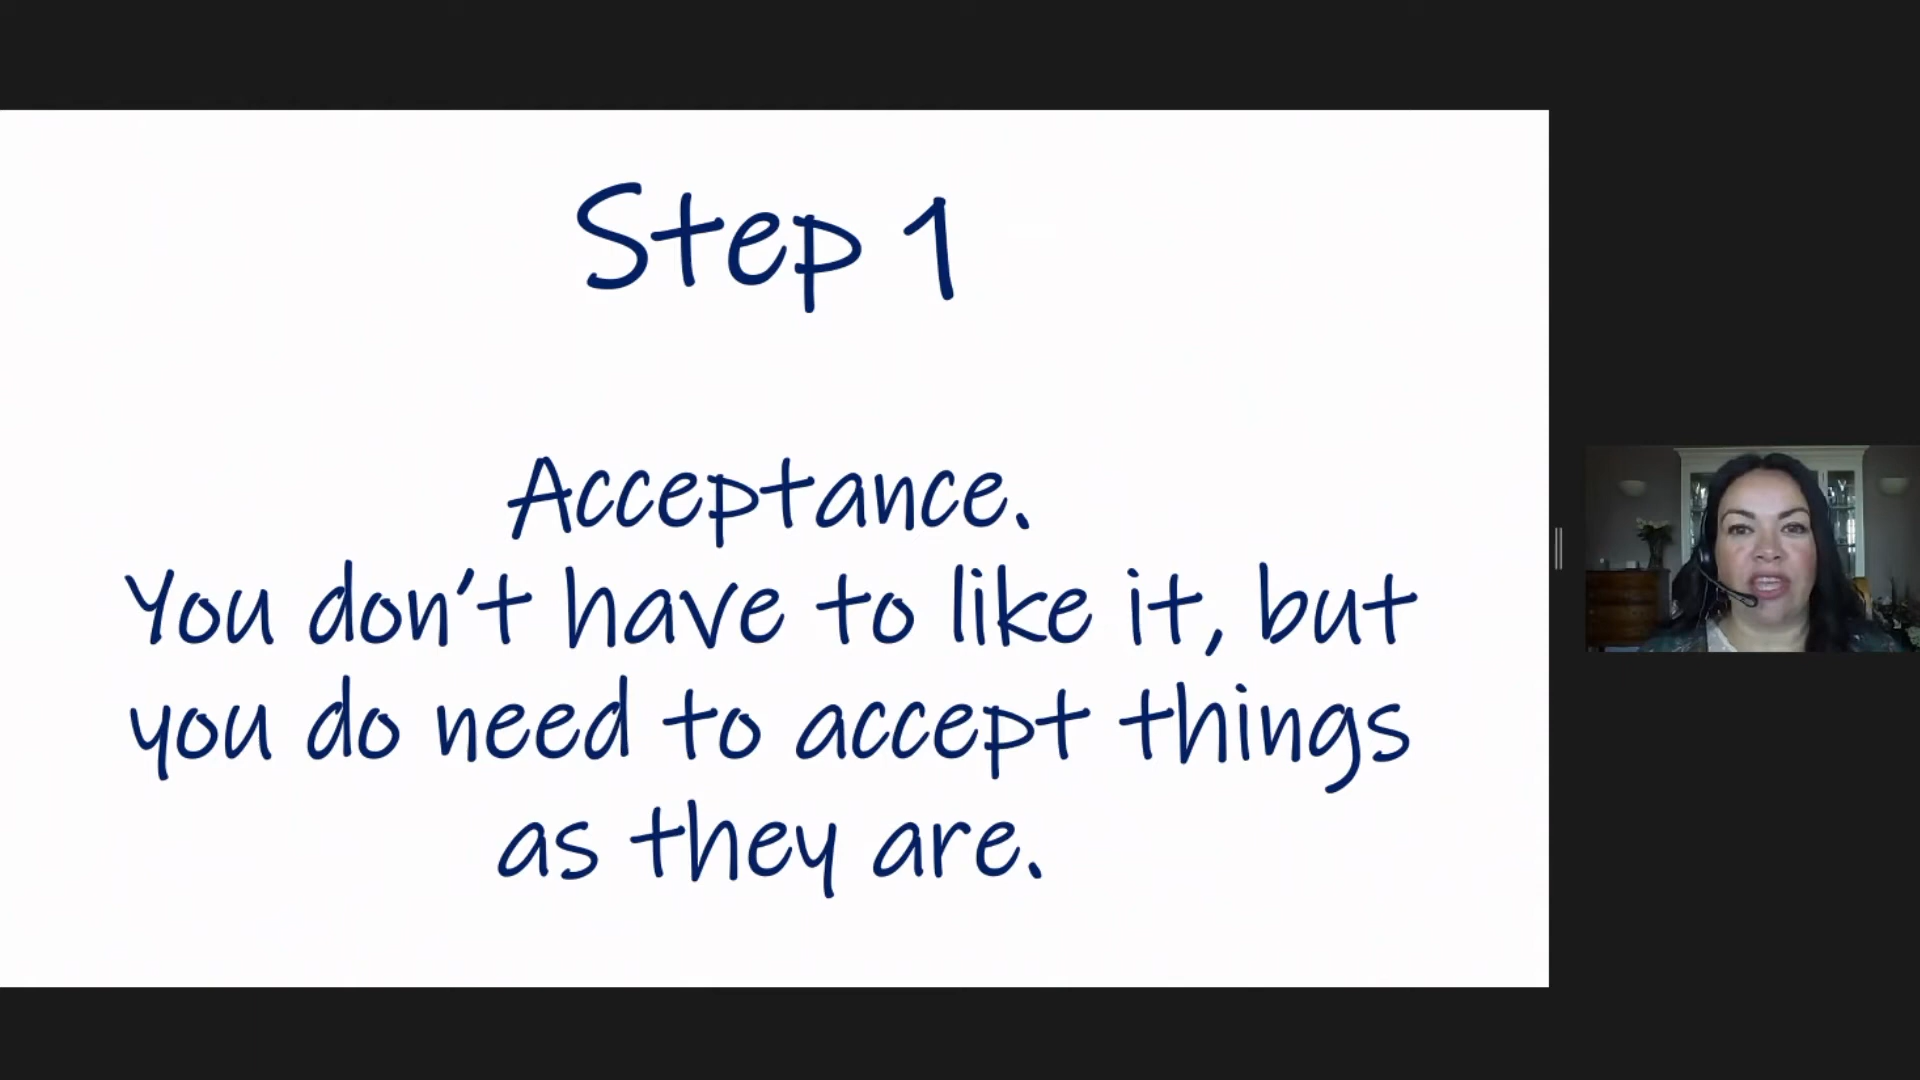 Step 1
Acceptance.
You don't have to like it, but
you do need to accept things
as they are.